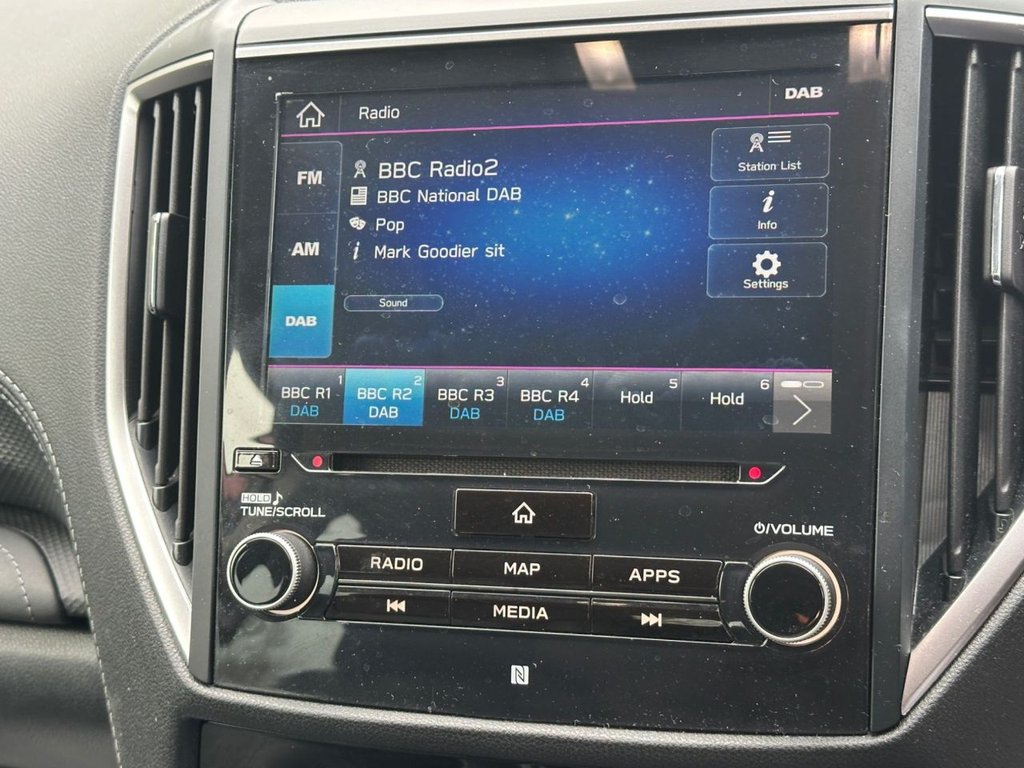 Radio
DAB
FM
AM
DAB
BBC Radio2
BBC National DAB
Pop
Mark Goodier sit
Sound
Station List
Info
Settings
BBC R1 1
DAB
BBC R2 2
DAB
BBC R3 3
DAB
BBC R4 4
DAB
Hold 5
Hold 6
HOLD
TUNE/SCROLL
/VOLUME
RADIO
MAP
APPS
MEDIA
N